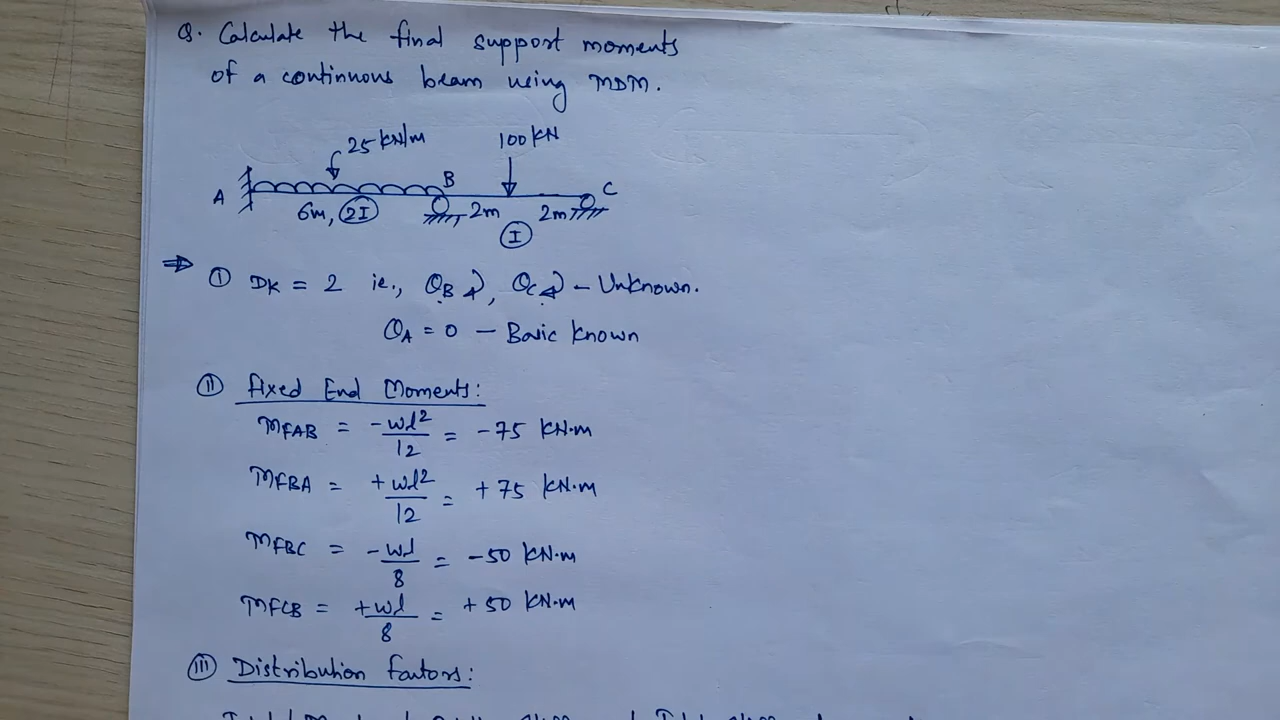 Q. Calculate the final support moments
of a continuous beam using MDM.
25 kN/m
100 kN
A
B
C
6m, 2I
2m
2m
I
⇒ ① DK = 2 ie., θB, θC – Unknown.
θA = 0 – Basic known
② Fixed End Moments:
MFAB = -wl²/12 = -75 kN.m
MFBA = +wl²/12 = +75 kN.m
MFBC = -wl/8 = -50 kN.m
MFCB = +wl/8 = +50 kN.m
③ Distribution factors: